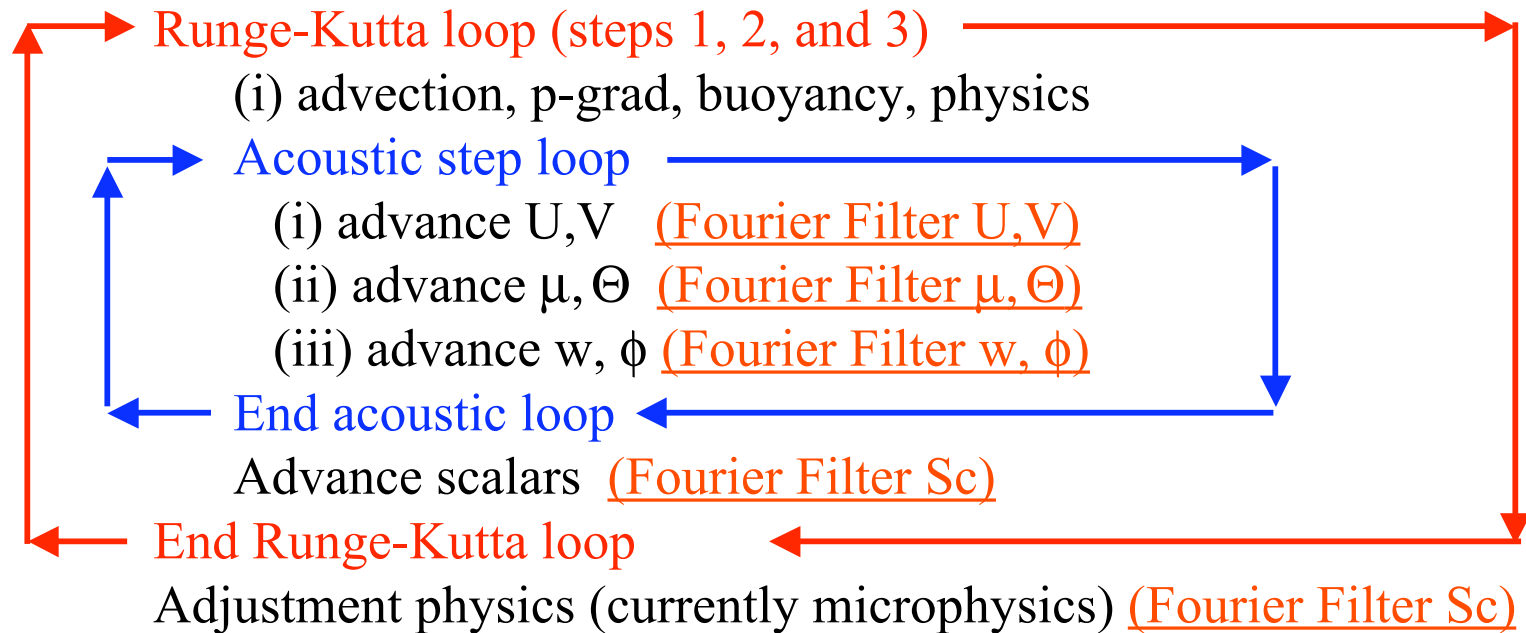 Runge-Kutta loop (steps 1, 2, and 3)
(i) advection, p-grad, buoyancy, physics
Acoustic step loop
(i) advance U,V (Fourier Filter U,V)
(ii) advance μ, Θ (Fourier Filter μ, Θ)
(iii) advance w, ϕ (Fourier Filter w, ϕ)
End acoustic loop
Advance scalars (Fourier Filter Sc)
End Runge-Kutta loop
Adjustment physics (currently microphysics) (Fourier Filter Sc)